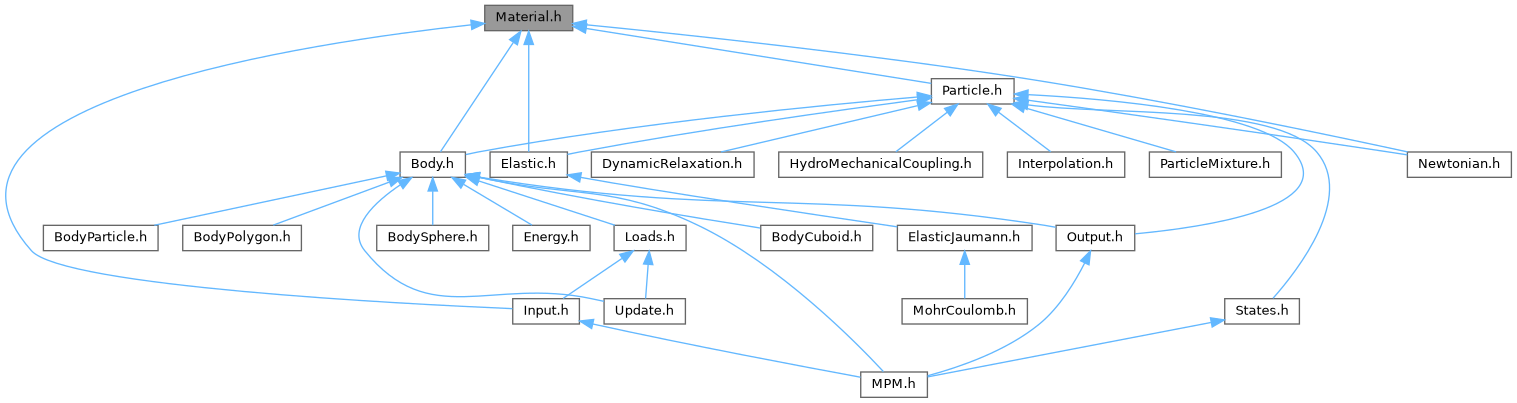 Material.h
Particle.h
Body.h
Elastic.h
DynamicRelaxation.h
HydroMechanicalCoupling.h
Interpolation.h
ParticleMixture.h
Newtonian.h
BodyParticle.h
BodyPolygon.h
BodySphere.h
Energy.h
Loads.h
BodyCuboid.h
ElasticJaumann.h
Output.h
Input.h
Update.h
MohrCoulomb.h
States.h
MPM.h